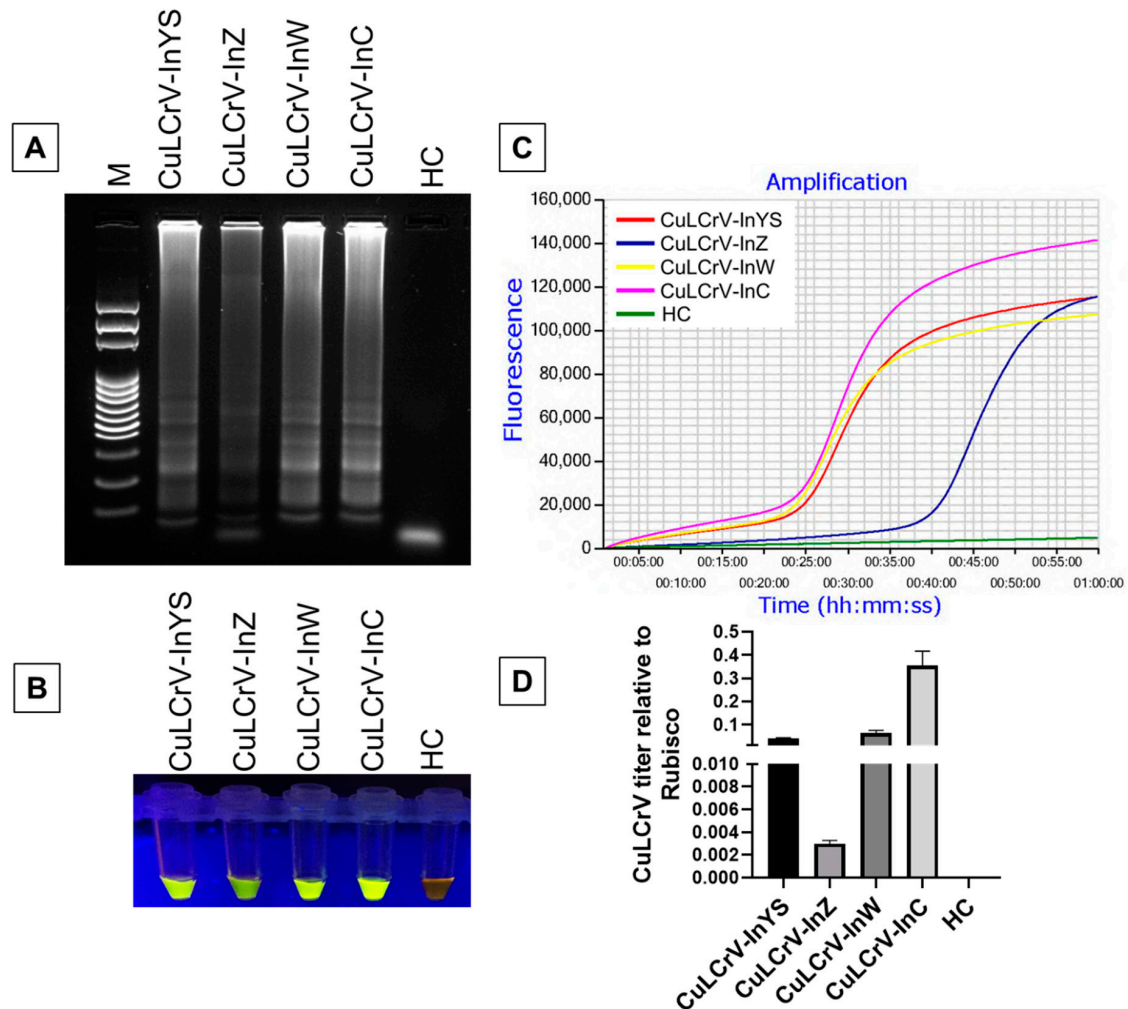 A
M
CuLCrV-InYS
CuLCrV-InZ
CuLCrV-InW
CuLCrV-InC
HC
B
CuLCrV-InYS
CuLCrV-InZ
CuLCrV-InW
CuLCrV-InC
HC
C
Amplification
160,000
140,000
120,000
100,000
80,000
60,000
40,000
20,000
0
Fluorescence
CuLCrV-InYS
CuLCrV-InZ
CuLCrV-InW
CuLCrV-InC
HC
00:05:00 00:15:00 00:25:00 00:35:00 00:45:00 00:55:00
00:10:00 00:20:00 00:30:00 00:40:00 00:50:00 01:00:00
Time (hh:mm:ss)
D
CuLCrV titer relative to
Rubisco
0.5
0.4
0.3
0.2
0.1
0.010
0.008
0.006
0.004
0.002
0.000
CuLCrV-InYS
CuLCrV-InZ
CuLCrV-InW
CuLCrV-InC
HC